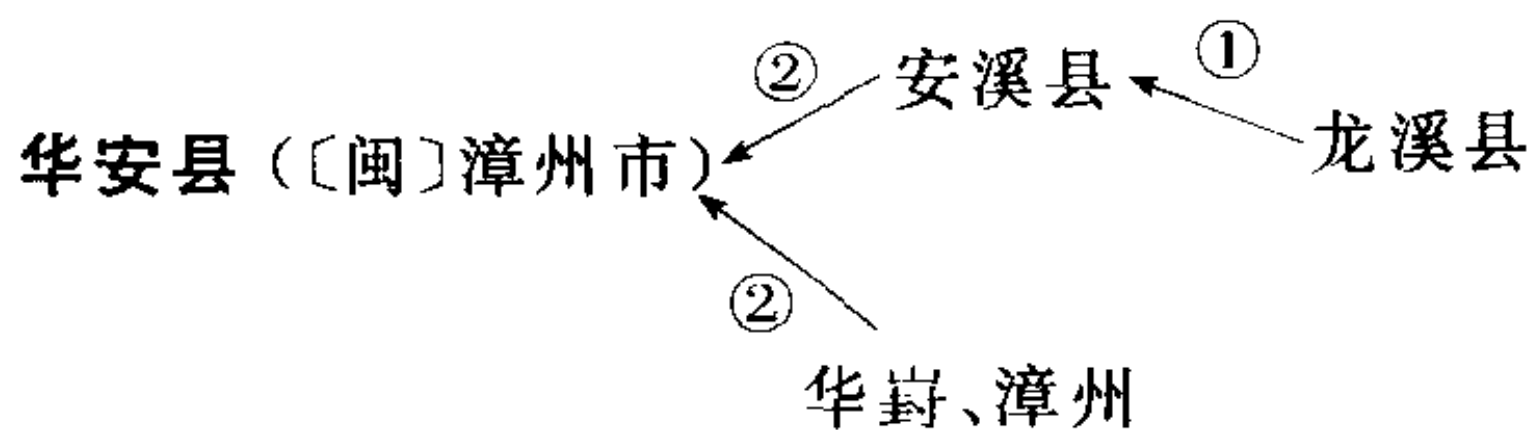 ①
② 安溪县
龙溪县
华安县（〔闽〕漳州市）
②
华崶、漳州